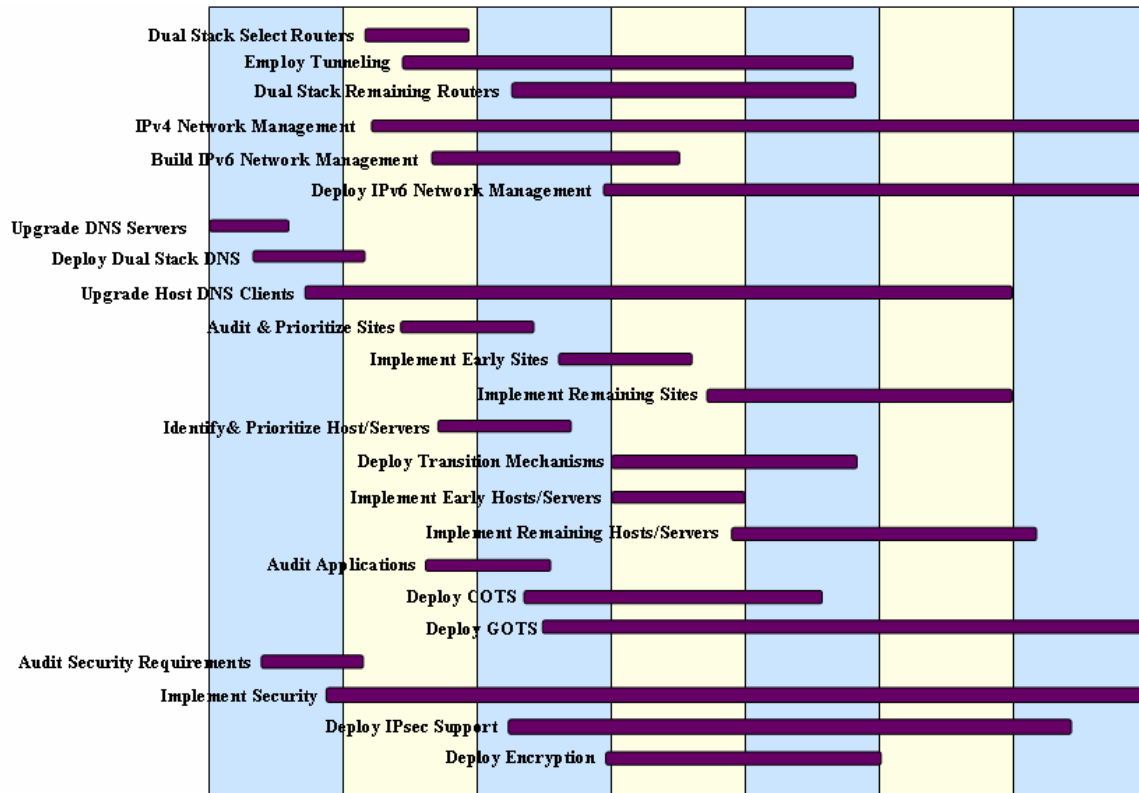 Dual Stack Select Routers
Employ Tunneling
Dual Stack Remaining Routers
IPv4 Network Management
Build IPv6 Network Management
Deploy IPv6 Network Management
Upgrade DNS Servers
Deploy Dual Stack DNS
Upgrade Host DNS Clients
Audit & Prioritize Sites
Implement Early Sites
Implement Remaining Sites
Identify& Prioritize Host/Servers
Deploy Transition Mechanisms
Implement Early Hosts/Servers
Implement Remaining Hosts/Servers
Audit Applications
Deploy COTS
Deploy GOTS
Audit Security Requirements
Implement Security
Deploy IPsec Support
Deploy Encryption